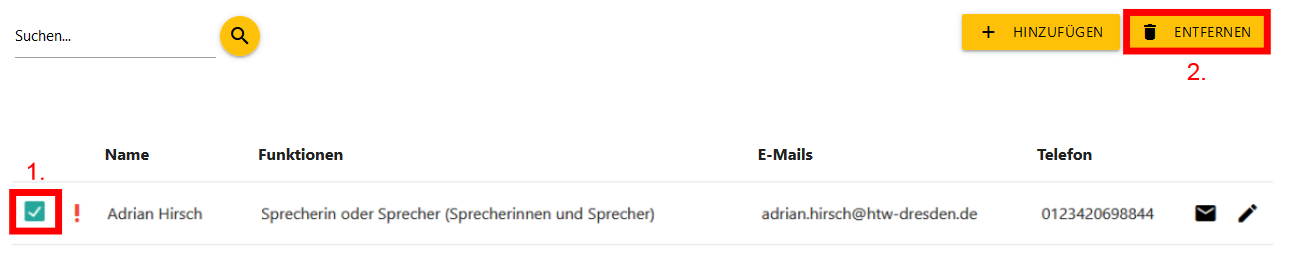 Suchen...
HINZUFÜGEN
ENTFERNEN
2.
Name Funktionen E-Mails Telefon
1.
Adrian Hirsch Sprecherin oder Sprecher (Sprecherinnen und Sprecher) adrian.hirsch@htw-dresden.de 0123420698844